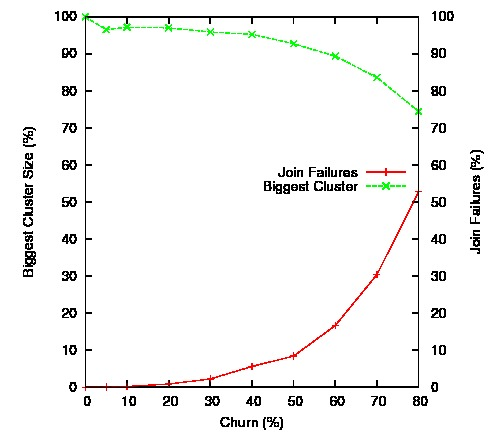 100 100
90 90
80 80
70 70
60 60
50 50
40 40
30 30
20 20
10 10
0 0
0 10 20 30 40 50 60 70 80
Churn (%)
Biggest Cluster Size (%)
Join Failures (%)
Join Failures
Biggest Cluster